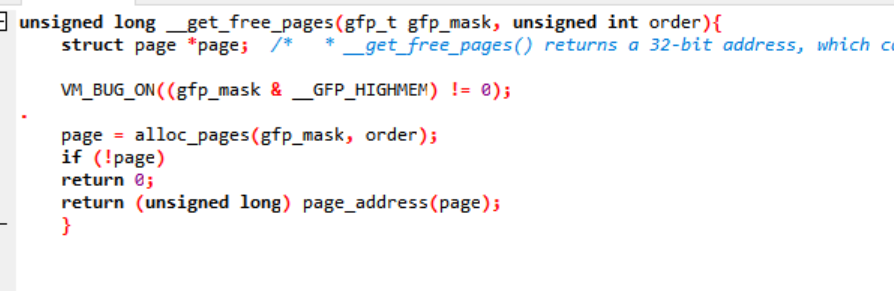 unsigned long __get_free_pages(gfp_t gfp_mask, unsigned int order){
struct page *page; /* * __get_free_pages() returns a 32-bit address, which
VM_BUG_ON((gfp_mask & __GFP_HIGHMEM) != 0);
page = alloc_pages(gfp_mask, order);
if (!page)
return 0;
return (unsigned long) page_address(page);
}